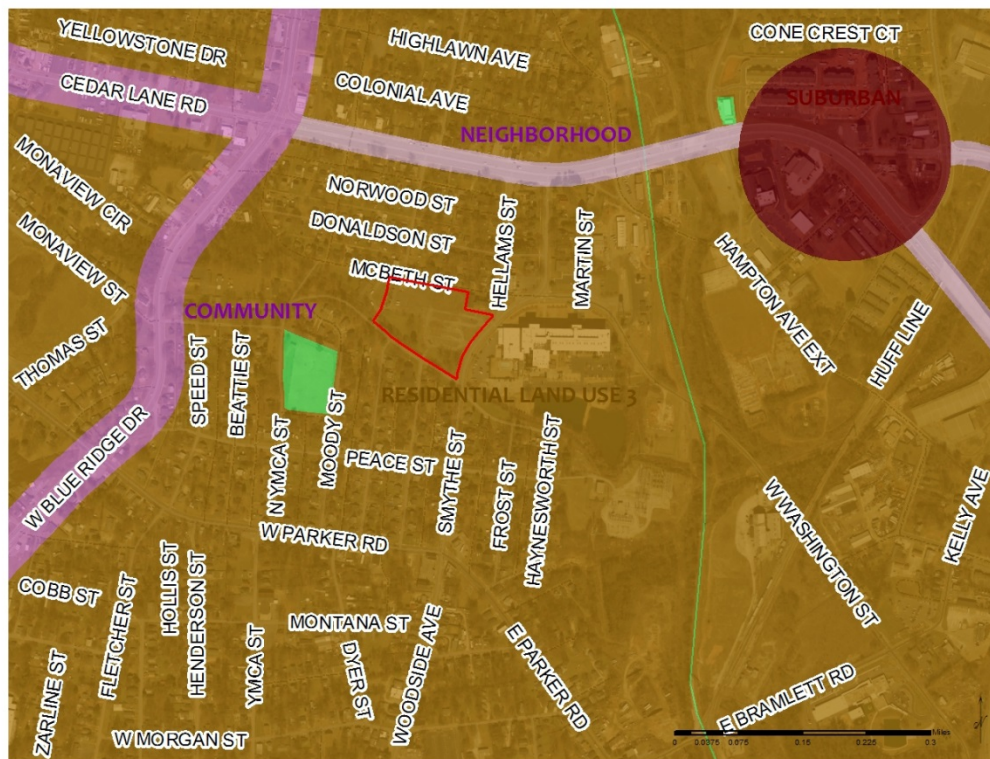 YELLOWSTONE DR
HIGHLAWN AVE
CONE CREST CT
CEDAR LANE RD
COLONIAL AVE
SUBURBAN
NEIGHBORHOOD
MONAVIEW CIR
NORWOOD ST
DONALDSON ST
HELLAMS ST
MARTIN ST
MONAVIEW ST
MCBETH ST
HAMPTON AVE EXT
COMMUNITY
HUFF LINE
THOMAS ST
SPEED ST
BEATTIE ST
RESIDENTIAL LAND USE 3
W BLUE RIDGE DR
N YMCA ST
MOODY ST
PEACE ST
SMYTHE ST
FROST ST
HAYNESWORTH ST
W PARKER RD
W WASHINGTON ST
KELLY AVE
COBB ST
FLETCHER ST
HOLLIS ST
HENDERSON ST
YMCA ST
MONTANA ST
DYER ST
WOODSIDE AVE
E PARKER RD
E BRAMLETT RD
ZARLINE ST
W MORGAN ST
Miles
0 0.0375 0.075 0.15 0.225 0.3